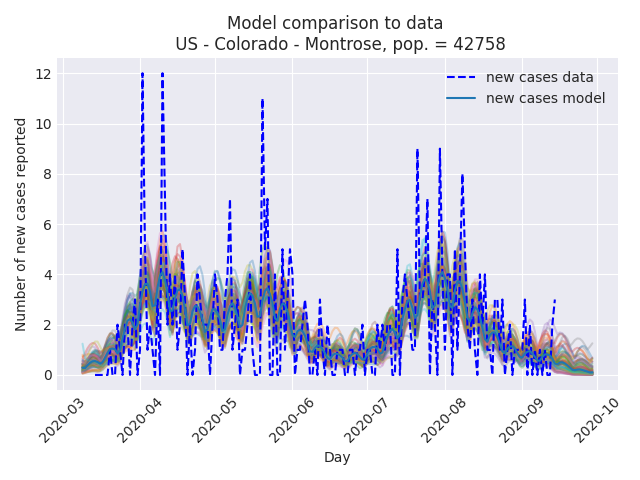 Model comparison to data
US - Colorado - Montrose, pop. = 42758
new cases data
new cases model
Number of new cases reported
12
10
8
6
4
2
0
2020-03
2020-04
2020-05
2020-06
2020-07
2020-08
2020-09
2020-10
Day